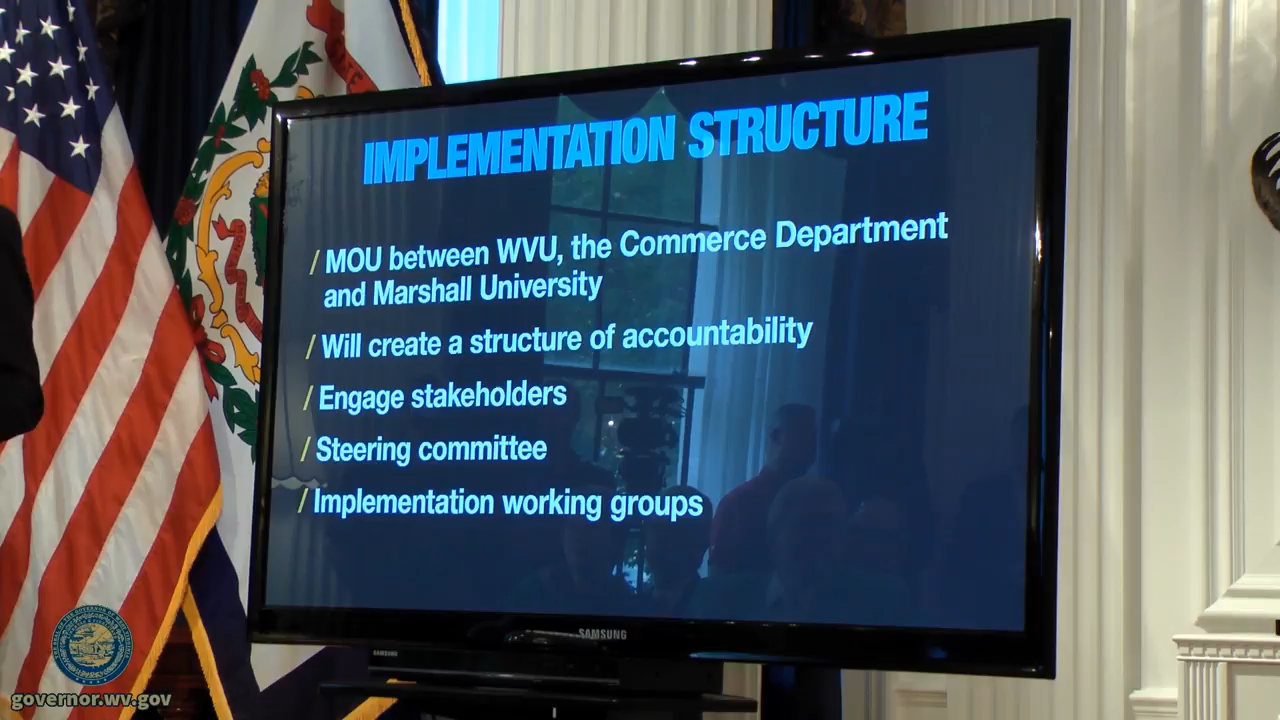 IMPLEMENTATION STRUCTURE
/ MOU between WVU, the Commerce Department
and Marshall University
/ Will create a structure of accountability
/ Engage stakeholders
/ Steering committee
/ Implementation working groups
SAMSUNG
SAMSUNG
governor.wv.gov